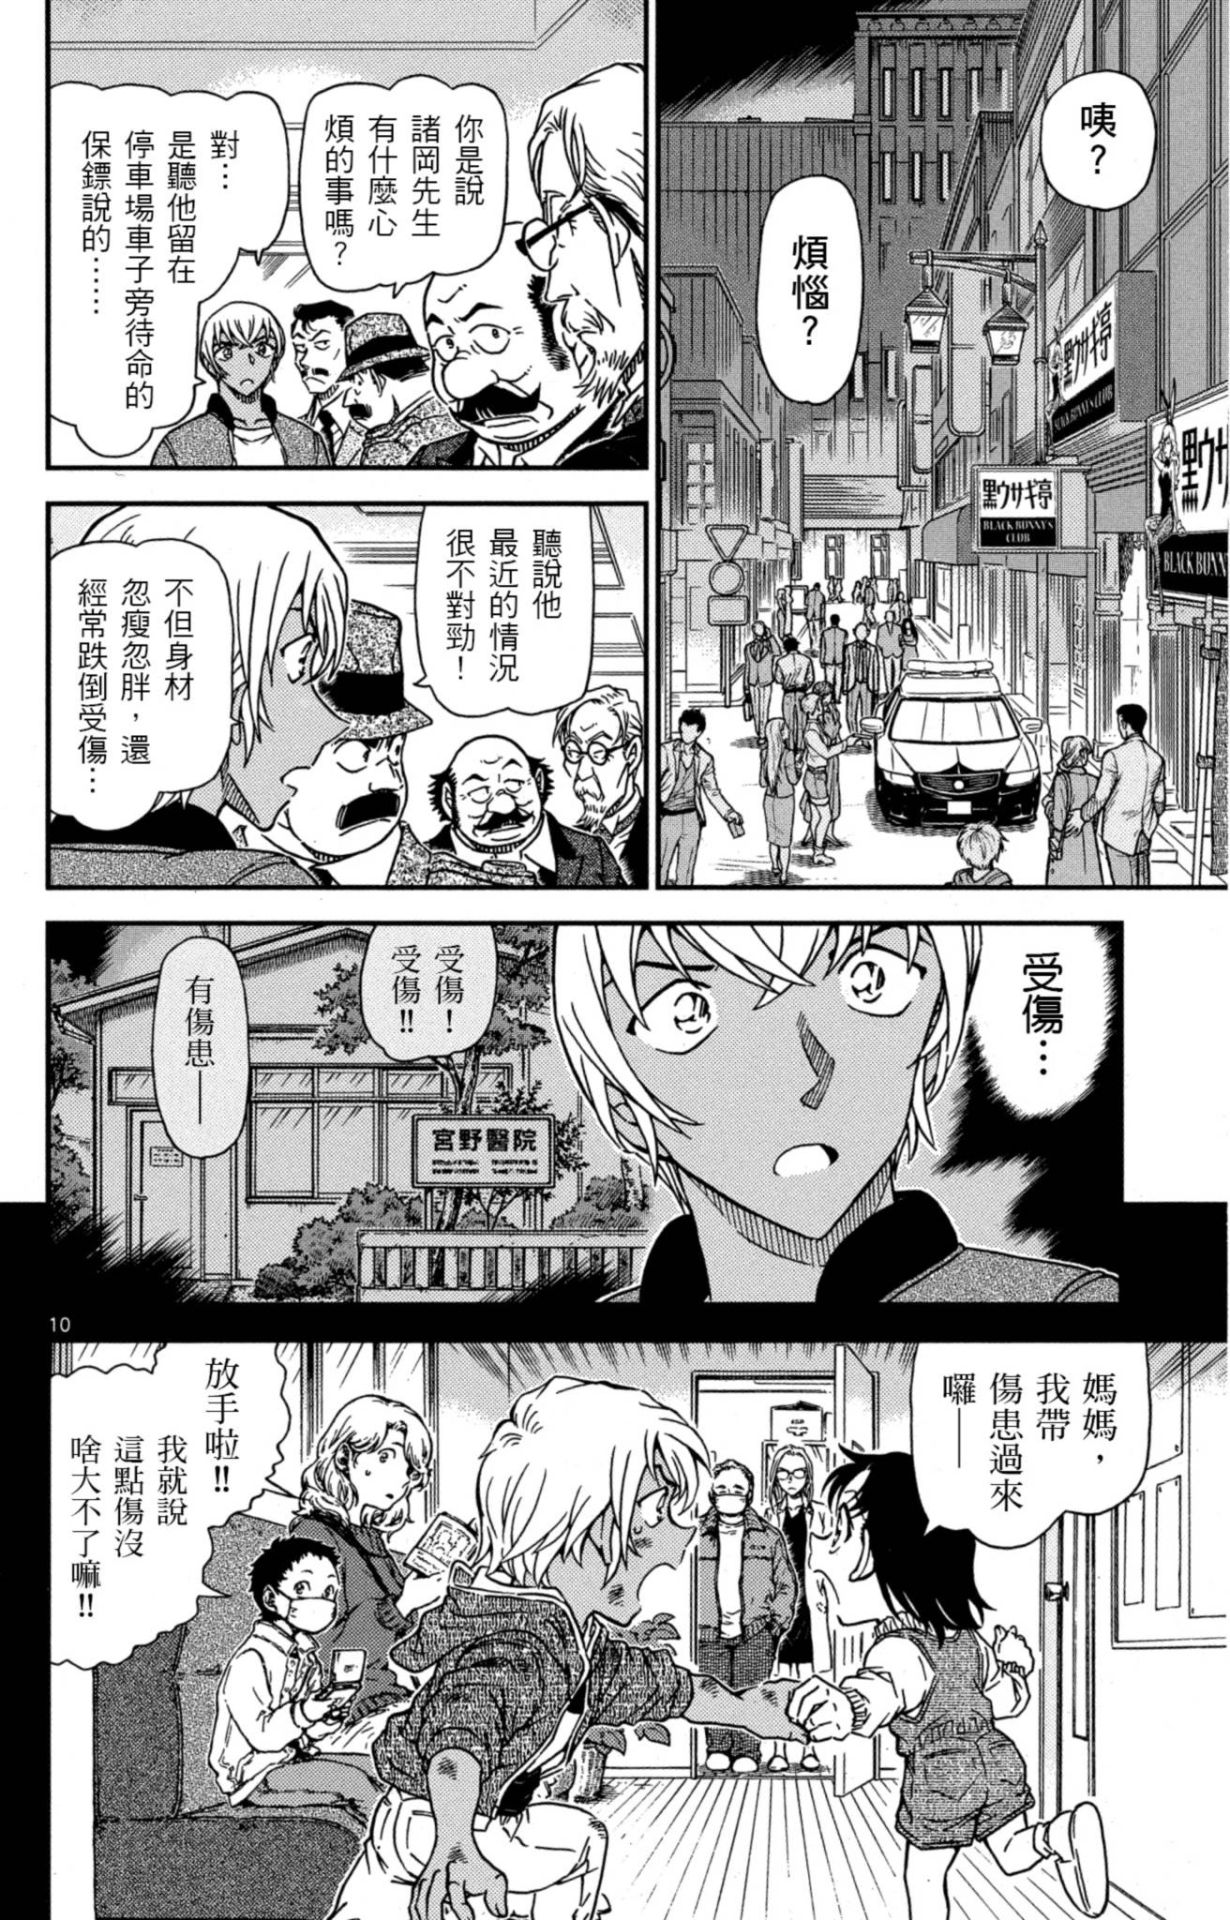 咦？
煩惱？
黑ウサギ亭
BLACK BUNNY'S CLUB
黑ウサギ亭
BLACK BUNNY'S
CLUB
黑ウサ
BLACK BUNN
你是說
諸岡先生
有什麼心
煩的事嗎？
對…
是聽他留在
停車場車子旁待命的
保鏢說的……
聽說他
最近的情況
很不對勁！
不但身材
忽瘦忽胖，還
經常跌倒受傷…
受傷…
受傷！
受傷!!
有傷患——
宮野醫院
10
媽媽，
我帶
傷患過來
囉——
放手啦!!
我就說
這點傷沒
啥大不了嘛!!